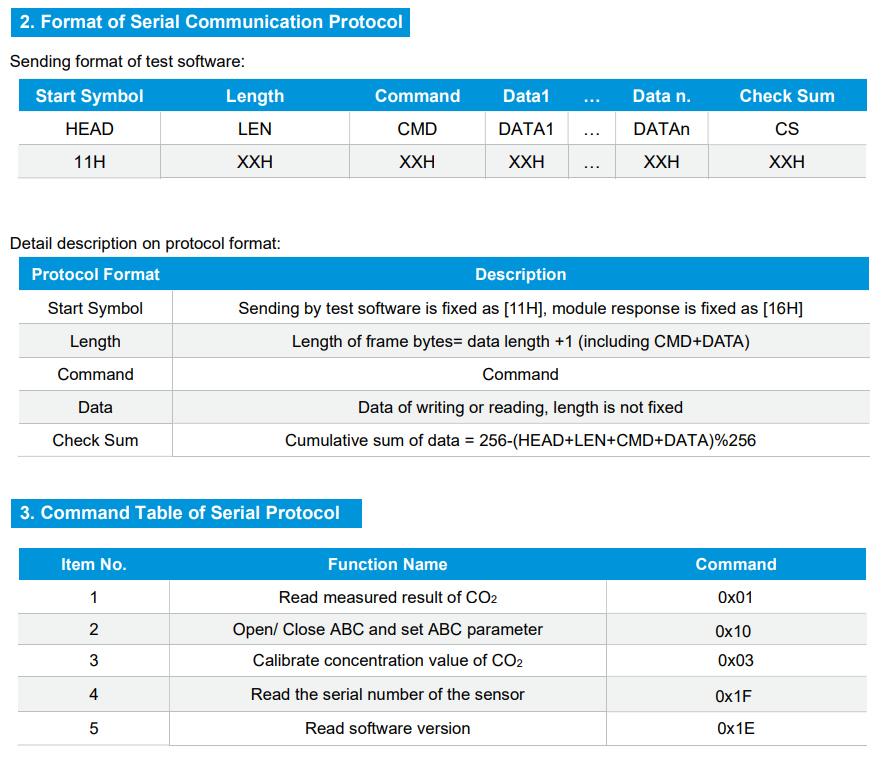 2. Format of Serial Communication Protocol
Sending format of test software:
Start Symbol Length Command Data1 … Data n. Check Sum
HEAD LEN CMD DATA1 … DATAn CS
11H XXH XXH XXH … XXH XXH
Detail description on protocol format:
Protocol Format Description
Start Symbol Sending by test software is fixed as [11H], module response is fixed as [16H]
Length Length of frame bytes= data length +1 (including CMD+DATA)
Command Command
Data Data of writing or reading, length is not fixed
Check Sum Cumulative sum of data = 256-(HEAD+LEN+CMD+DATA)%256
3. Command Table of Serial Protocol
Item No. Function Name Command
1 Read measured result of CO2 0x01
2 Open/ Close ABC and set ABC parameter 0x10
3 Calibrate concentration value of CO2 0x03
4 Read the serial number of the sensor 0x1F
5 Read software version 0x1E